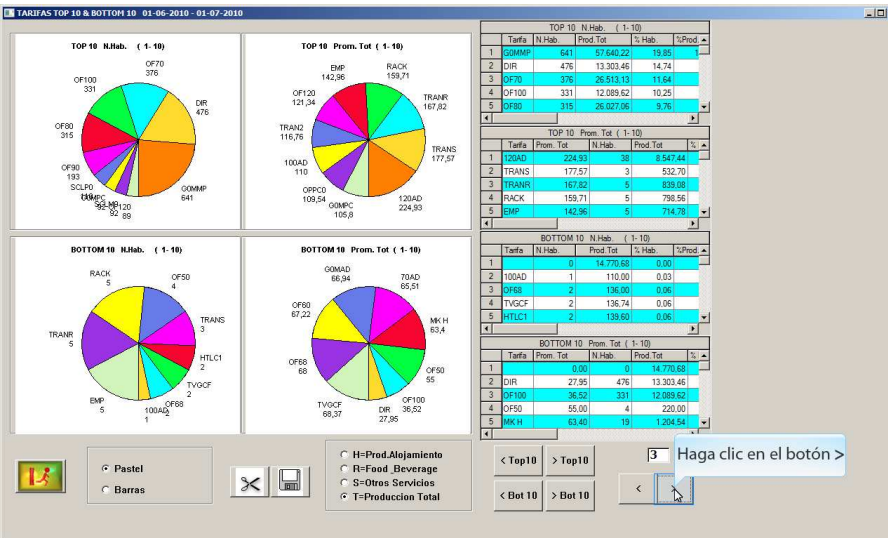 TARIFAS TOP 10 & BOTTOM 10 01-06-2010 - 01-07-2010
TOP 10 N.Hab. ( 1- 10)
OF70
376
OF100
331
DIR
476
OF80
315
OF90
193
SCLP0
116
G0MPC
SCLMP
92
92
OF120
89
G0MMP
641
TOP 10 Prom. Tot ( 1- 10)
EMP
142,96
RACK
159,71
OF120
121,34
TRANR
167,82
TRAN2
116,76
TRANS
177,57
100AD
110
OPPC0
109,54
G0MPC
105,8
120AD
224,93
BOTTOM 10 N.Hab. ( 1- 10)
RACK
5
OF50
4
TRANS
3
TRANR
5
HTLC1
2
TVGCF
2
EMP
5
OF68
2
100AD
1
BOTTOM 10 Prom. Tot ( 1- 10)
G0MAD
66,94
70AD
65,51
OF60
67,22
MK H
63,4
OF68
68
OF50
55
TVGCF
68,37
DIR
27,95
OF100
36,52
TOP 10 N.Hab. ( 1- 10)
Tarifa N.Hab. Prod.Tot % Hab. %Prod.
1 G0MMP 641 57.640,22 19,85 1
2 DIR 476 13.303,46 14,74
3 OF70 376 26.513,13 11,64
4 OF100 331 12.089,62 10,25
5 OF80 315 26.027,06 9,76
TOP 10 Prom. Tot ( 1- 10)
Tarifa Prom. Tot N.Hab. Prod.Tot %
1 120AD 224,93 38 8.547,44
2 TRANS 177,57 3 532,70
3 TRANR 167,82 5 839,08
4 RACK 159,71 5 798,56
5 EMP 142,96 5 714,78
BOTTOM 10 N.Hab. ( 1- 10)
Tarifa N.Hab. Prod.Tot % Hab. %Prod.
1 0 14.770,68 0,00
2 100AD 1 110,00 0,03
3 OF68 2 136,00 0,06
4 TVGCF 2 136,74 0,06
5 HTLC1 2 139,60 0,06
BOTTOM 10 Prom. Tot ( 1- 10)
Tarifa Prom. Tot N.Hab. Prod.Tot %
1 0,00 0 14.770,68
2 DIR 27,95 476 13.303,46
3 OF100 36,52 331 12.089,62
4 OF50 55,00 4 220,00
5 MK H 63,40 19 1.204,54
Pastel
Barras
H=Prod.Alojamiento
R=Food_Beverage
S=Otros Servicios
T=Produccion Total
< Top10 > Top10
< Bot 10 > Bot 10
3
< >
Haga clic en el botón >